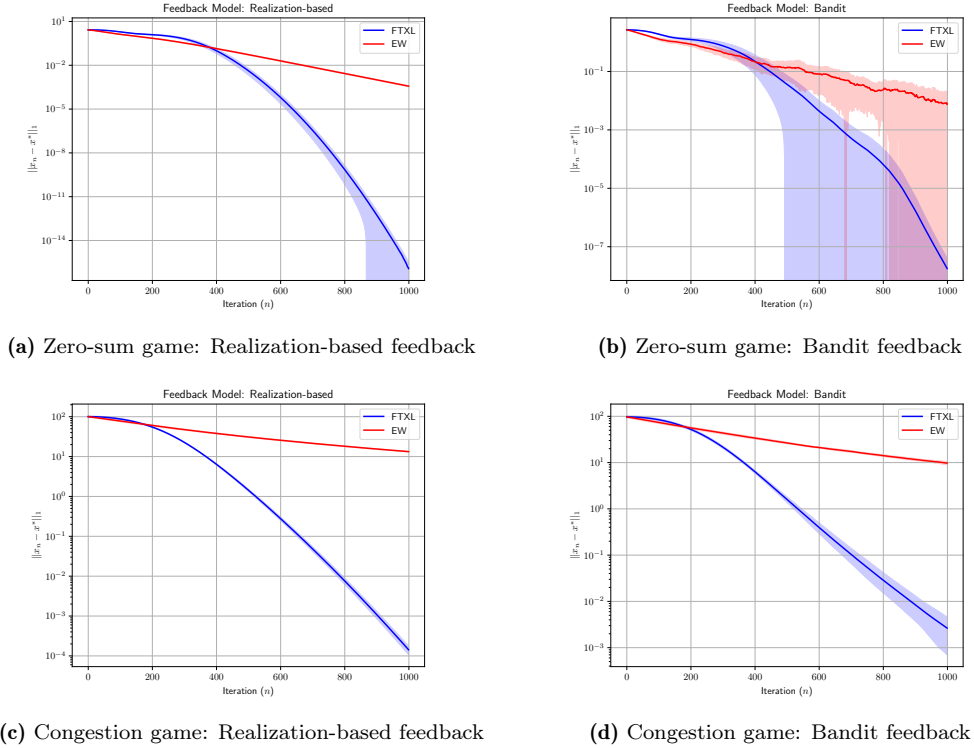 Feedback Model: Realization-based
FTXL
EW
10^1
10^-2
10^-5
10^-8
10^-11
10^-14
||x_n − x*||_1
0 200 400 600 800 1000
Iteration (n)
(a) Zero-sum game: Realization-based feedback
Feedback Model: Bandit
FTXL
EW
10^-1
10^-3
10^-5
10^-7
||x_n − x*||_1
0 200 400 600 800 1000
Iteration (n)
(b) Zero-sum game: Bandit feedback
Feedback Model: Realization-based
FTXL
EW
10^2
10^1
10^0
10^-1
10^-2
10^-3
10^-4
||x_n − x*||_1
0 200 400 600 800 1000
Iteration (n)
(c) Congestion game: Realization-based feedback
Feedback Model: Bandit
FTXL
EW
10^2
10^1
10^0
10^-1
10^-2
10^-3
||x_n − x*||_1
0 200 400 600 800 1000
Iteration (n)
(d) Congestion game: Bandit feedback